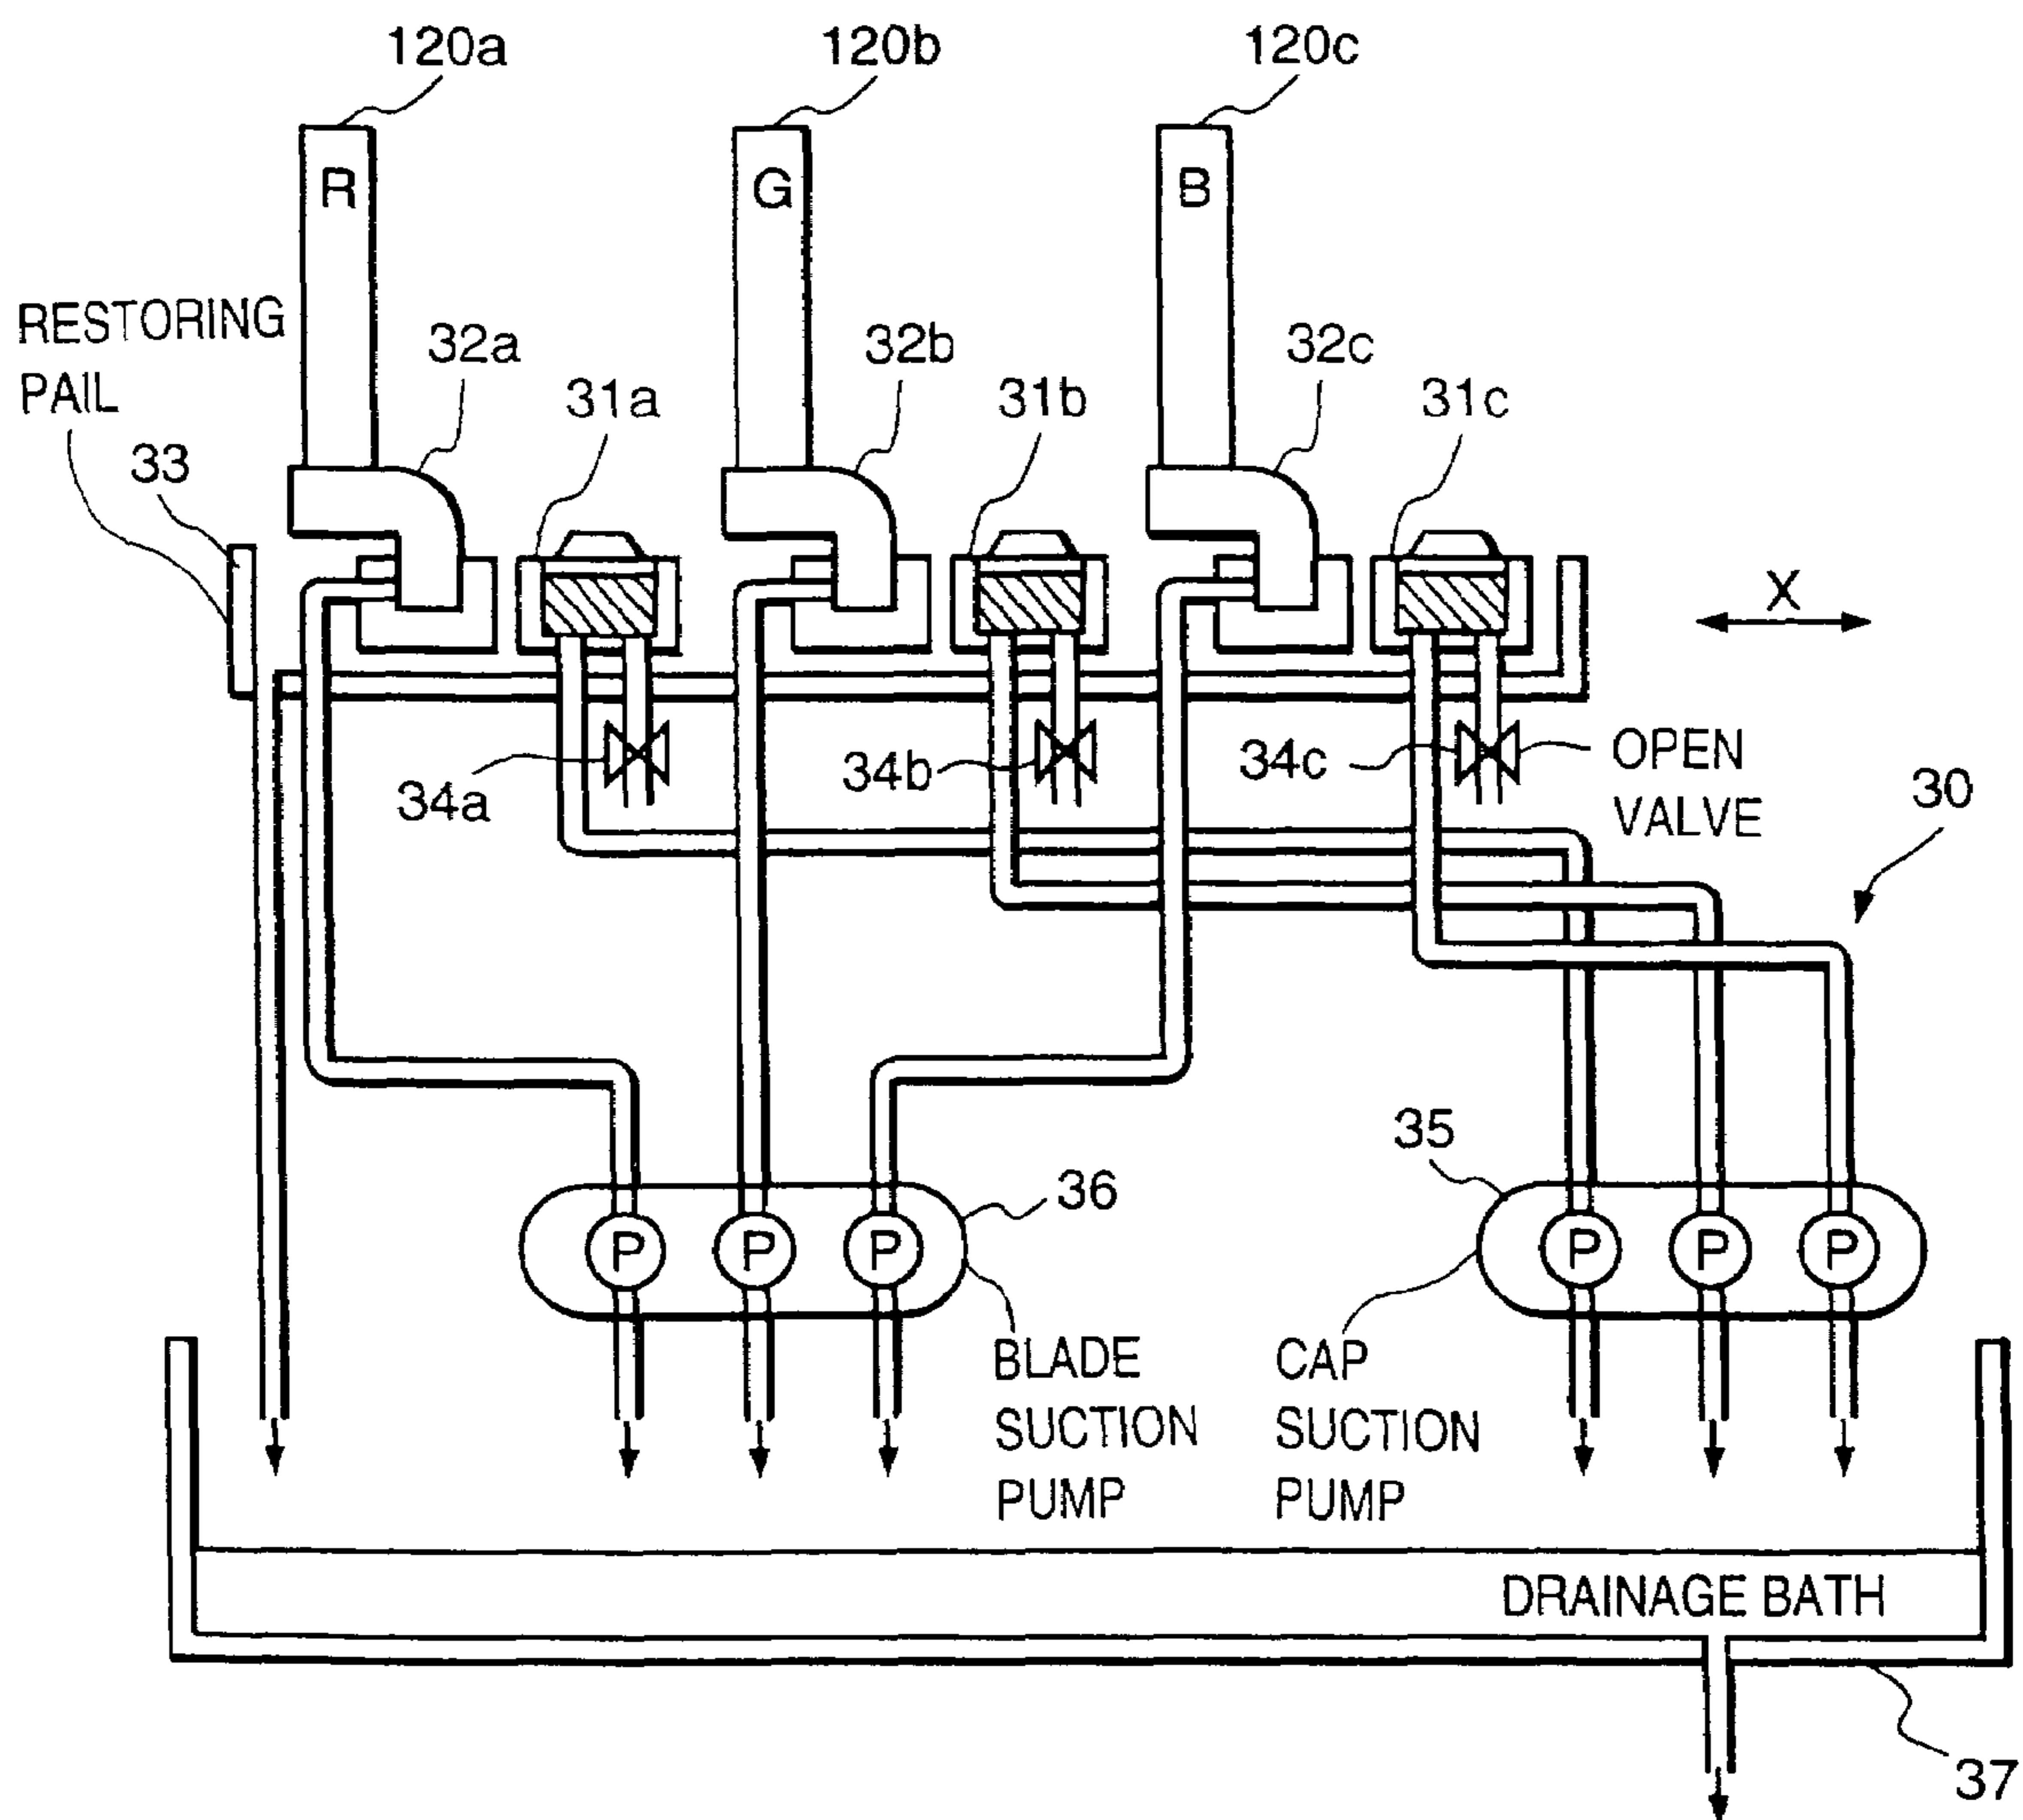 120a
120b
120c
R
G
B
RESTORING
PAIL
33
32a
31a
32b
31b
32c
31c
X
34a
34b
34c
OPEN
VALVE
30
36
35
P
P
P
P
P
P
BLADE
SUCTION
PUMP
CAP
SUCTION
PUMP
DRAINAGE BATH
37